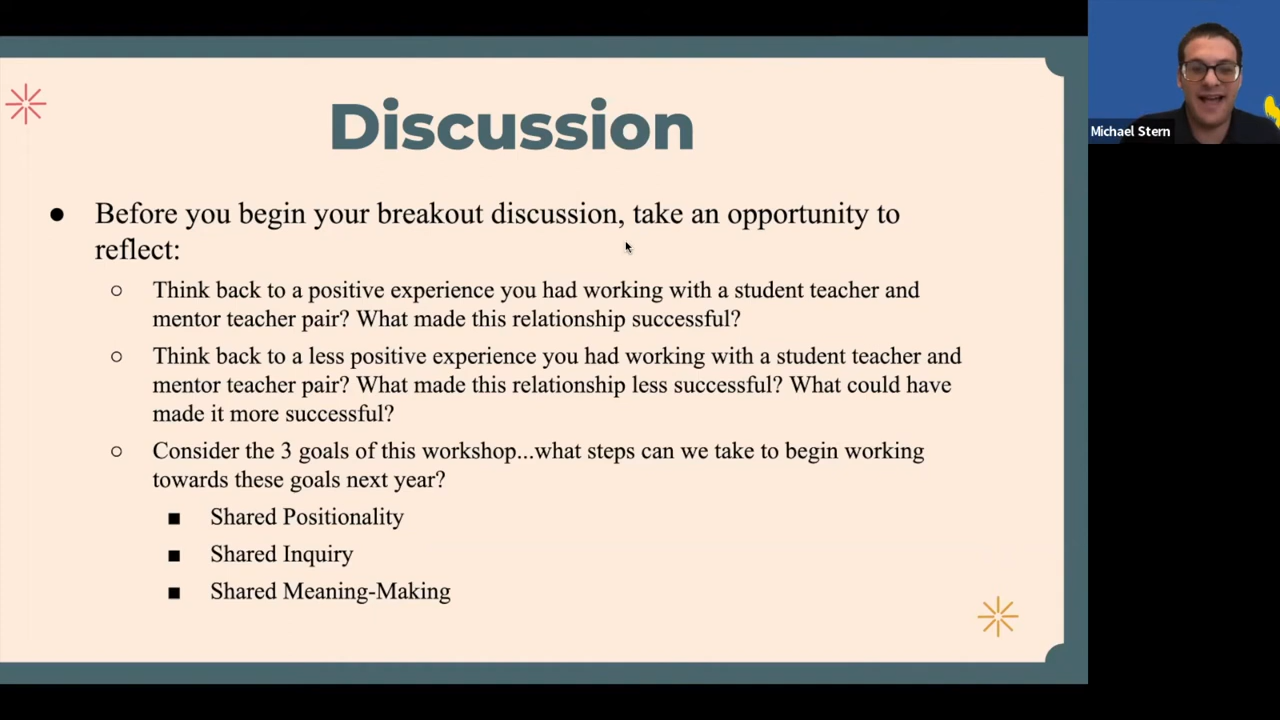 Discussion
● Before you begin your breakout discussion, take an opportunity to
reflect:
○ Think back to a positive experience you had working with a student teacher and
mentor teacher pair? What made this relationship successful?
○ Think back to a less positive experience you had working with a student teacher and
mentor teacher pair? What made this relationship less successful? What could have
made it more successful?
○ Consider the 3 goals of this workshop...what steps can we take to begin working
towards these goals next year?
■ Shared Positionality
■ Shared Inquiry
■ Shared Meaning-Making
Michael Stern